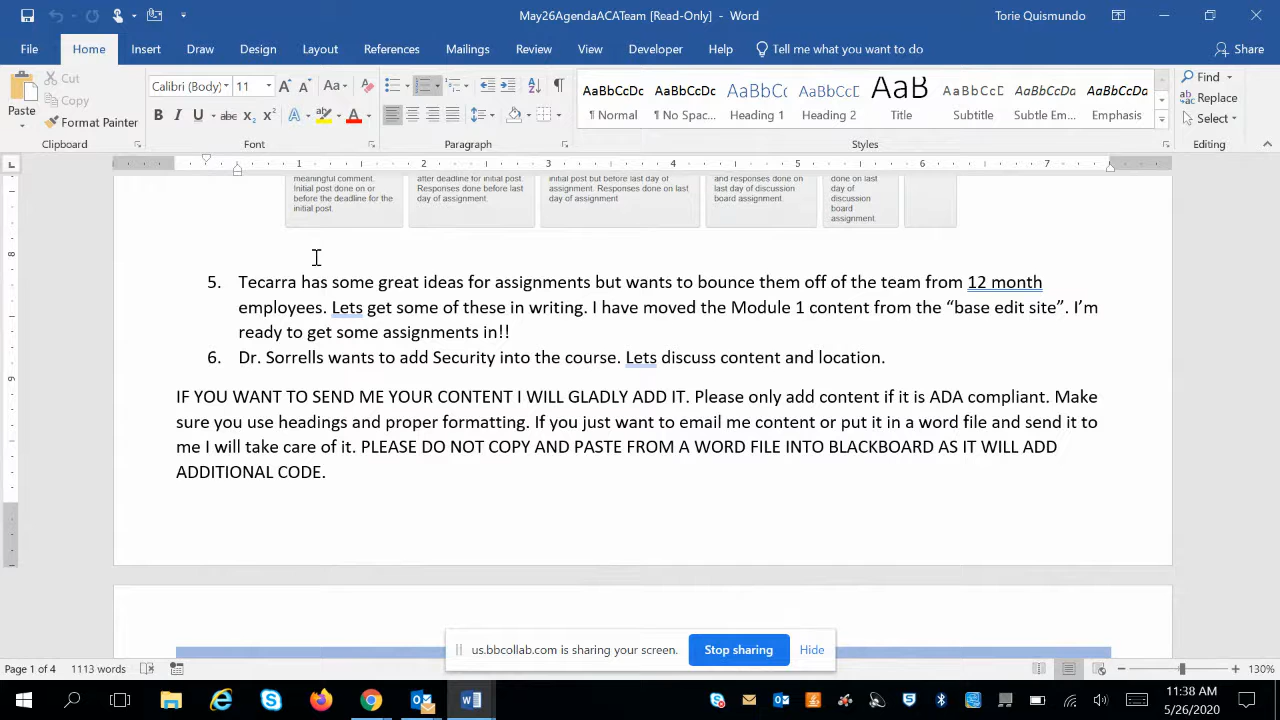 May26AgendaACATeam [Read-Only] - Word
Torie Quismundo
File Home Insert Draw Design Layout References Mailings Review View Developer Help Tell me what you want to do Share
Paste
Cut
Copy
Format Painter
Clipboard
Calibri (Body) 11
Font
Paragraph
AaBbCcDc AaBbCcDc AaBbCc AaBbCcD AaB AaBbCcD AaBbCcDc AaBbCcDc
¶ Normal ¶ No Spac... Heading 1 Heading 2 Title Subtitle Subtle Em... Emphasis
Styles
Find
Replace
Select
Editing
1 2 3 4 5 6 7
meaningful comment.
Initial post done on or
before the deadline for the
initial post.
after deadline for initial post.
Responses done before last
day of assignment.
initial post but before last day of
assignment. Responses done on last
day of assignment
and responses done on
last day of discussion
board assignment.
done on last
day of
discussion
board
assignment.
8
9
5. Tecarra has some great ideas for assignments but wants to bounce them off of the team from 12 month
employees. Lets get some of these in writing. I have moved the Module 1 content from the “base edit site”. I’m
ready to get some assignments in!!
6. Dr. Sorrells wants to add Security into the course. Lets discuss content and location.
IF YOU WANT TO SEND ME YOUR CONTENT I WILL GLADLY ADD IT. Please only add content if it is ADA compliant. Make
sure you use headings and proper formatting. If you just want to email me content or put it in a word file and send it to
me I will take care of it. PLEASE DO NOT COPY AND PASTE FROM A WORD FILE INTO BLACKBOARD AS IT WILL ADD
ADDITIONAL CODE.
us.bbcollab.com is sharing your screen. Stop sharing Hide
Page 1 of 4 1113 words
130%
11:38 AM
5/26/2020